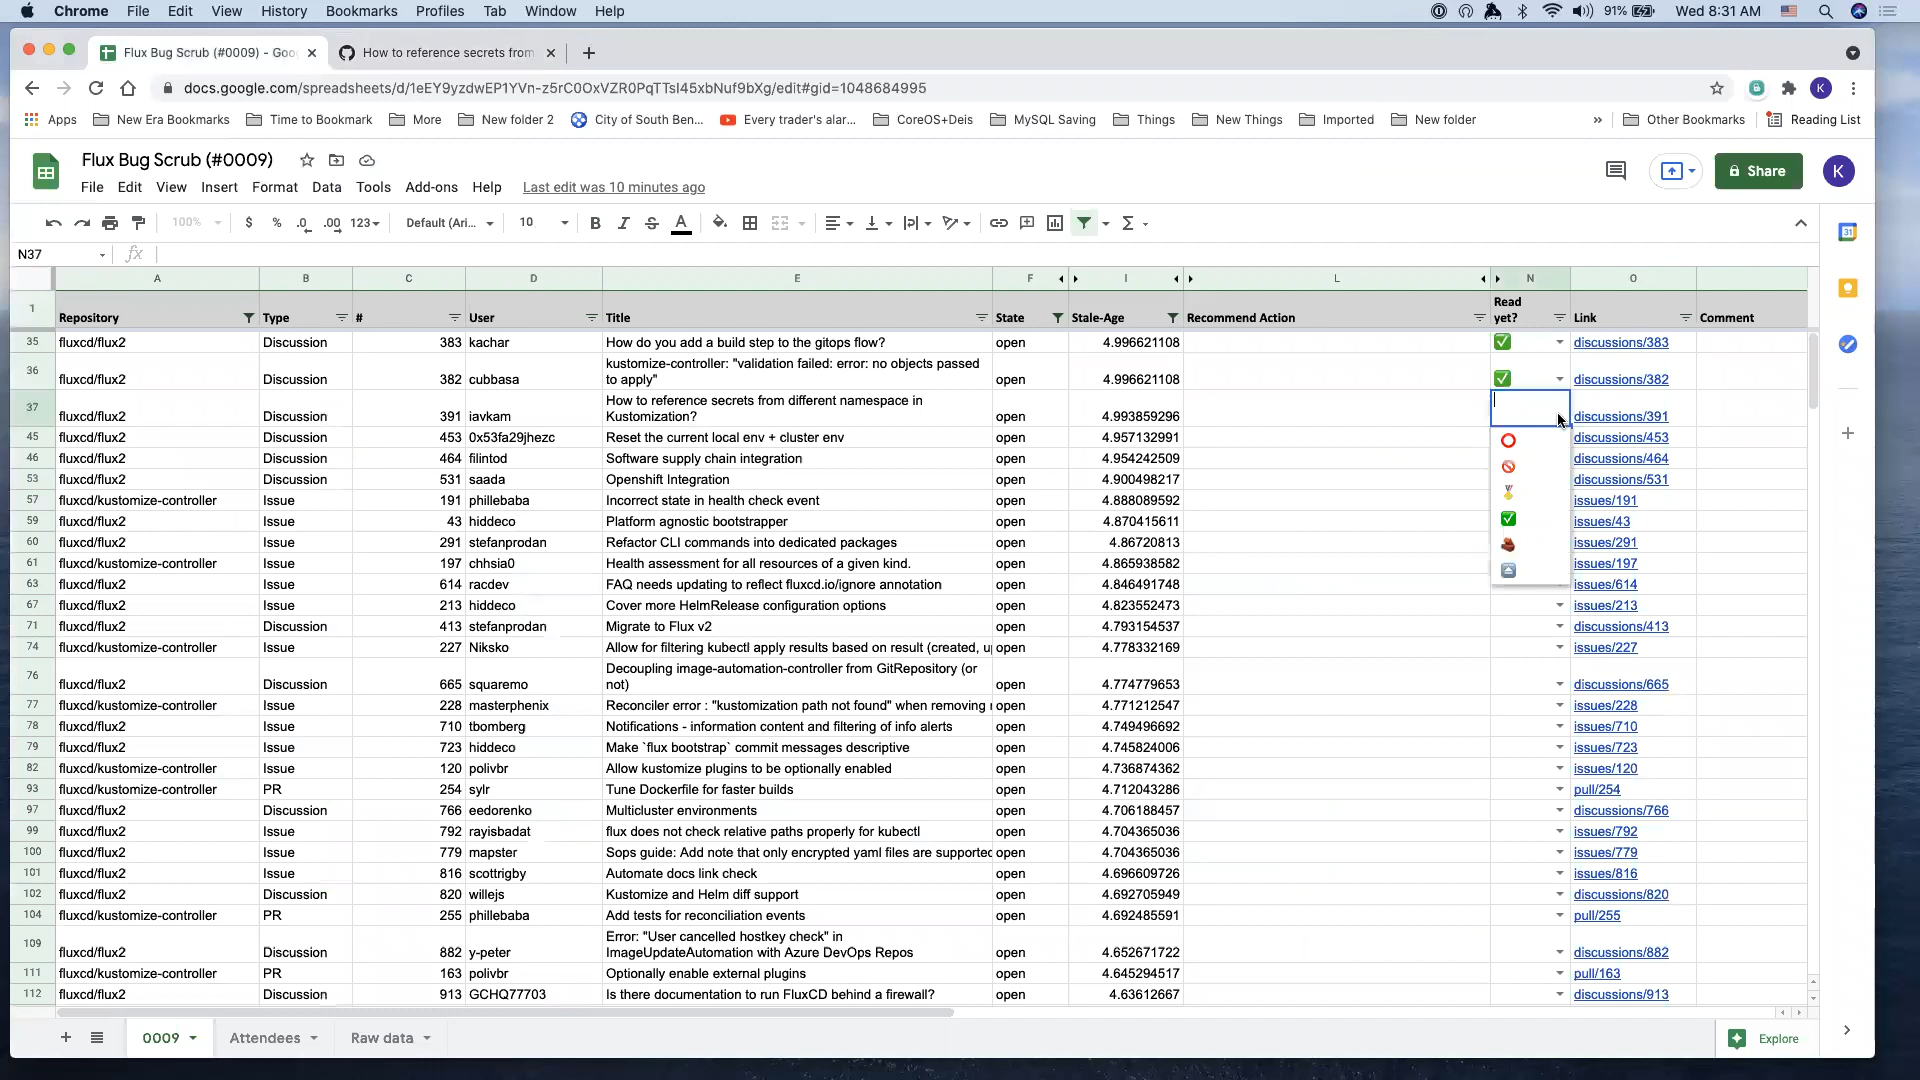 Chrome File Edit View History Bookmarks Profiles Tab Window Help 91% Wed 8:31 AM
Flux Bug Scrub (#0009) - Goo
How to reference secrets from
docs.google.com/spreadsheets/d/1eEY9yzdwEP1YVn-z5rC0OxVZR0PqTTsI45xbNuf9bXg/edit#gid=1048684995
K
Apps New Era Bookmarks Time to Bookmark More New folder 2 City of South Ben... Every trader's alar... CoreOS+Deis MySQL Saving Things New Things Imported New folder » Other Bookmarks Reading List
Flux Bug Scrub (#0009)
Share
K
File Edit View Insert Format Data Tools Add-ons Help Last edit was 10 minutes ago
100% $ % .0 .00 123 Default (Ari... 10 B I S A Σ
31
N37 fx
A B C D E F I L N O
1 Repository Type # User Title State Stale-Age Recommend Action Read yet? Link Comment
35 fluxcd/flux2 Discussion 383 kachar How do you add a build step to the gitops flow? open 4.996621108 discussions/383
36 fluxcd/flux2 Discussion 382 cubbasa kustomize-controller: "validation failed: error: no objects passed to apply" open 4.996621108 discussions/382
37 fluxcd/flux2 Discussion 391 iavkam How to reference secrets from different namespace in Kustomization? open 4.993859296 discussions/391
45 fluxcd/flux2 Discussion 453 0x53fa29jhezc Reset the current local env + cluster env open 4.957132991 discussions/453
46 fluxcd/flux2 Discussion 464 filintod Software supply chain integration open 4.954242509 discussions/464
53 fluxcd/flux2 Discussion 531 saada Openshift Integration open 4.900498217 discussions/531
57 fluxcd/kustomize-controller Issue 191 phillebaba Incorrect state in health check event open 4.888089592 issues/191
59 fluxcd/flux2 Issue 43 hiddeco Platform agnostic bootstrapper open 4.870415611 issues/43
60 fluxcd/flux2 Issue 291 stefanprodan Refactor CLI commands into dedicated packages open 4.86720813 issues/291
61 fluxcd/kustomize-controller Issue 197 chhsia0 Health assessment for all resources of a given kind. open 4.865938582 issues/197
63 fluxcd/flux2 Issue 614 racdev FAQ needs updating to reflect fluxcd.io/ignore annotation open 4.846491748 issues/614
67 fluxcd/flux2 Issue 213 hiddeco Cover more HelmRelease configuration options open 4.823552473 issues/213
71 fluxcd/flux2 Discussion 413 stefanprodan Migrate to Flux v2 open 4.793154537 discussions/413
74 fluxcd/kustomize-controller Issue 227 Niksko Allow for filtering kubectl apply results based on result (created, u open 4.778332169 issues/227
76 fluxcd/flux2 Discussion 665 squaremo Decoupling image-automation-controller from GitRepository (or not) open 4.774779653 discussions/665
77 fluxcd/kustomize-controller Issue 228 masterphenix Reconciler error : "kustomization path not found" when removing open 4.771212547 issues/228
78 fluxcd/flux2 Issue 710 tbomberg Notifications - information content and filtering of info alerts open 4.749496692 issues/710
79 fluxcd/flux2 Issue 723 hiddeco Make `flux bootstrap` commit messages descriptive open 4.745824006 issues/723
82 fluxcd/kustomize-controller Issue 120 polivbr Allow kustomize plugins to be optionally enabled open 4.736874362 issues/120
93 fluxcd/kustomize-controller PR 254 sylr Tune Dockerfile for faster builds open 4.712043286 pull/254
97 fluxcd/flux2 Discussion 766 eedorenko Multicluster environments open 4.706188457 discussions/766
99 fluxcd/flux2 Issue 792 rayisbadat flux does not check relative paths properly for kubectl open 4.704365036 issues/792
100 fluxcd/flux2 Issue 779 mapster Sops guide: Add note that only encrypted yaml files are supported open 4.704365036 issues/779
101 fluxcd/flux2 Issue 816 scottrigby Automate docs link check open 4.696609726 issues/816
102 fluxcd/flux2 Discussion 820 willejs Kustomize and Helm diff support open 4.692705949 discussions/820
104 fluxcd/kustomize-controller PR 255 phillebaba Add tests for reconciliation events open 4.692485591 pull/255
109 fluxcd/flux2 Discussion 882 y-peter Error: "User cancelled hostkey check" in ImageUpdateAutomation with Azure DevOps Repos open 4.652671722 discussions/882
111 fluxcd/kustomize-controller PR 163 polivbr Optionally enable external plugins open 4.645294517 pull/163
112 fluxcd/flux2 Discussion 913 GCHQ77703 Is there documentation to run FluxCD behind a firewall? open 4.63612667 discussions/913
0009 Attendees Raw data Explore